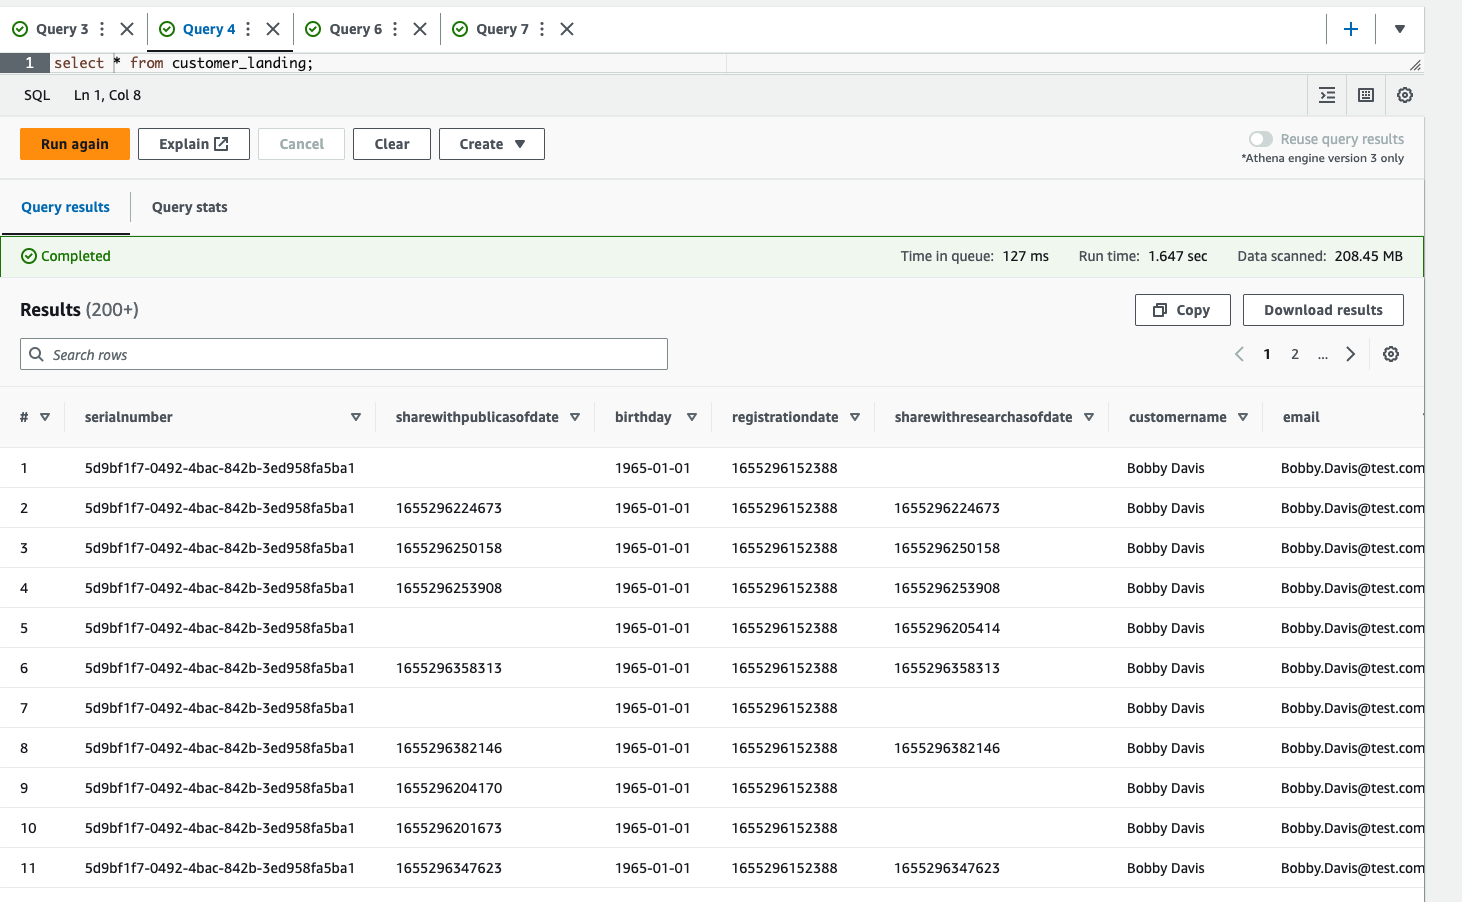 Query 3 Query 4 Query 6 Query 7
1 select * from customer_landing;
SQL Ln 1, Col 8
Run again Explain Cancel Clear Create Reuse query results
*Athena engine version 3 only
Query results Query stats
Completed Time in queue: 127 ms Run time: 1.647 sec Data scanned: 208.45 MB
Results (200+) Copy Download results
Search rows 1 2 ...
# serialnumber sharewithpublicasofdate birthday registrationdate sharewithresearchasofdate customername email
1 5d9bf1f7-0492-4bac-842b-3ed958fa5ba1 1965-01-01 1655296152388 Bobby Davis Bobby.Davis@test.com
2 5d9bf1f7-0492-4bac-842b-3ed958fa5ba1 1655296224673 1965-01-01 1655296152388 1655296224673 Bobby Davis Bobby.Davis@test.com
3 5d9bf1f7-0492-4bac-842b-3ed958fa5ba1 1655296250158 1965-01-01 1655296152388 1655296250158 Bobby Davis Bobby.Davis@test.com
4 5d9bf1f7-0492-4bac-842b-3ed958fa5ba1 1655296253908 1965-01-01 1655296152388 1655296253908 Bobby Davis Bobby.Davis@test.com
5 5d9bf1f7-0492-4bac-842b-3ed958fa5ba1 1965-01-01 1655296152388 1655296205414 Bobby Davis Bobby.Davis@test.com
6 5d9bf1f7-0492-4bac-842b-3ed958fa5ba1 1655296358313 1965-01-01 1655296152388 1655296358313 Bobby Davis Bobby.Davis@test.com
7 5d9bf1f7-0492-4bac-842b-3ed958fa5ba1 1965-01-01 1655296152388 Bobby Davis Bobby.Davis@test.com
8 5d9bf1f7-0492-4bac-842b-3ed958fa5ba1 1655296382146 1965-01-01 1655296152388 1655296382146 Bobby Davis Bobby.Davis@test.com
9 5d9bf1f7-0492-4bac-842b-3ed958fa5ba1 1655296204170 1965-01-01 1655296152388 Bobby Davis Bobby.Davis@test.com
10 5d9bf1f7-0492-4bac-842b-3ed958fa5ba1 1655296201673 1965-01-01 1655296152388 Bobby Davis Bobby.Davis@test.com
11 5d9bf1f7-0492-4bac-842b-3ed958fa5ba1 1655296347623 1965-01-01 1655296152388 1655296347623 Bobby Davis Bobby.Davis@test.com